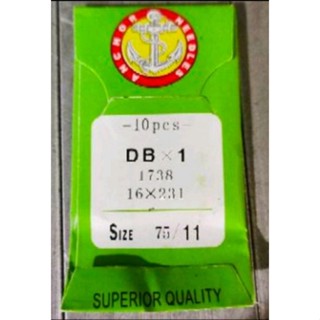 ANCHOR NEEDLES
-10pcs-
DB×1
1738
16×231
SIZE 75/11
SUPERIOR QUALITY